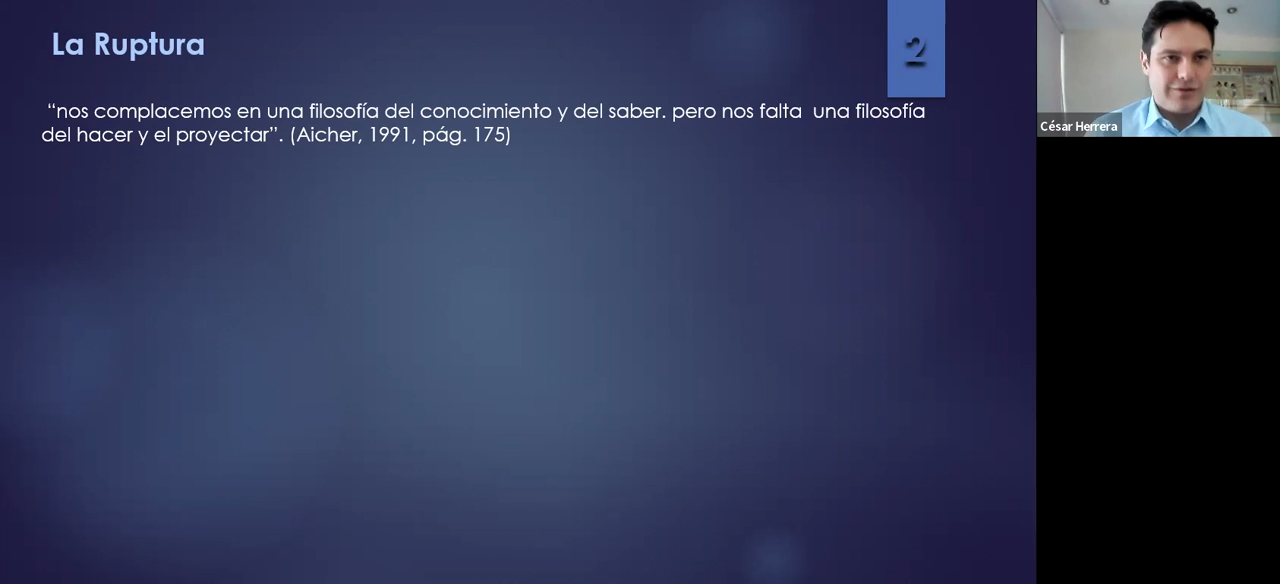 La Ruptura
2
“nos complacemos en una filosofía del conocimiento y del saber. pero nos falta  una filosofía
del hacer y el proyectar”. (Aicher, 1991, pág. 175)
César Herrera